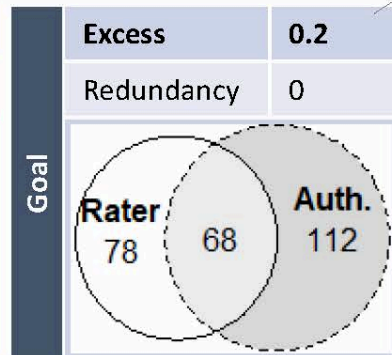 Goal
Excess 0.2
Redundancy 0
Rater Auth.
78 68 112